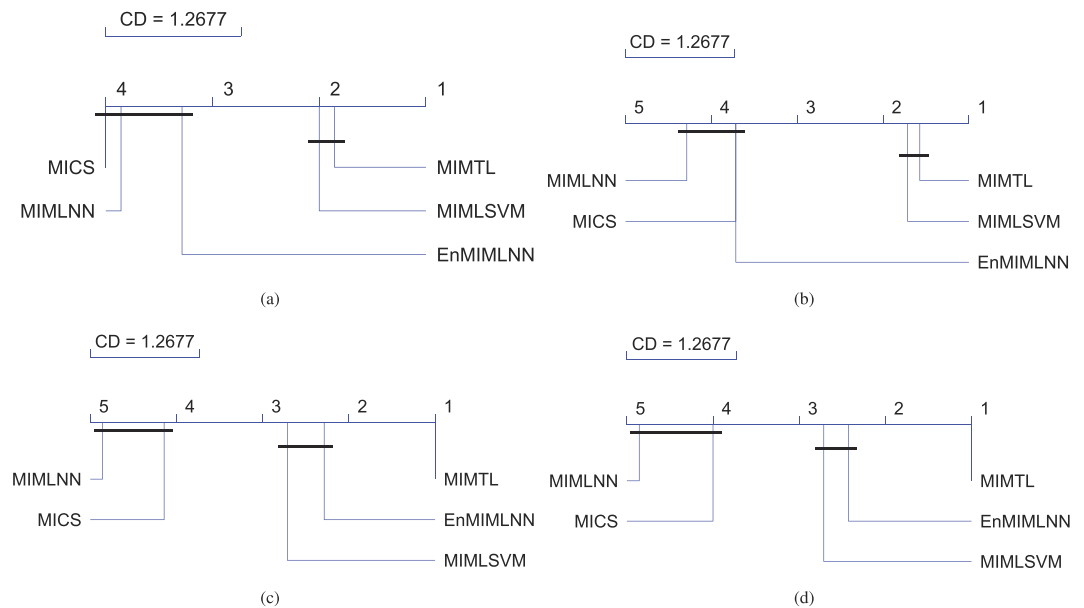 CD = 1.2677
4 3 2 1
MICS
MIMLNN
MIMTL
MIMLSVM
EnMIMLNN
(a)
CD = 1.2677
5 4 3 2 1
MIMLNN
MICS
MIMTL
MIMLSVM
EnMIMLNN
(b)
CD = 1.2677
5 4 3 2 1
MIMLNN
MICS
MIMTL
EnMIMLNN
MIMLSVM
(c)
CD = 1.2677
5 4 3 2 1
MIMLNN
MICS
MIMTL
EnMIMLNN
MIMLSVM
(d)